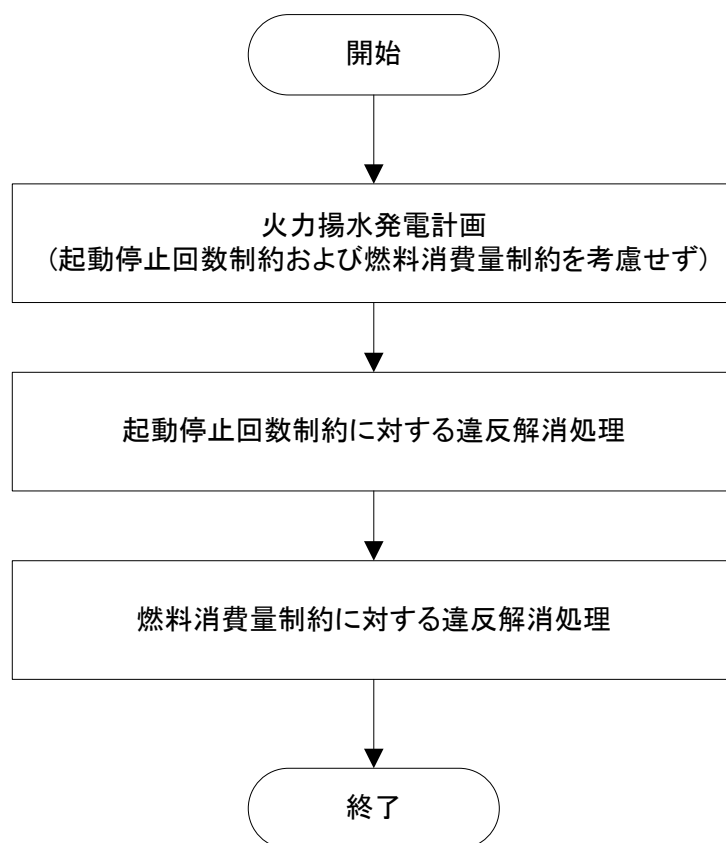 開始
火力揚水発電計画
(起動停止回数制約および燃料消費量制約を考慮せず)
起動停止回数制約に対する違反解消処理
燃料消費量制約に対する違反解消処理
終了